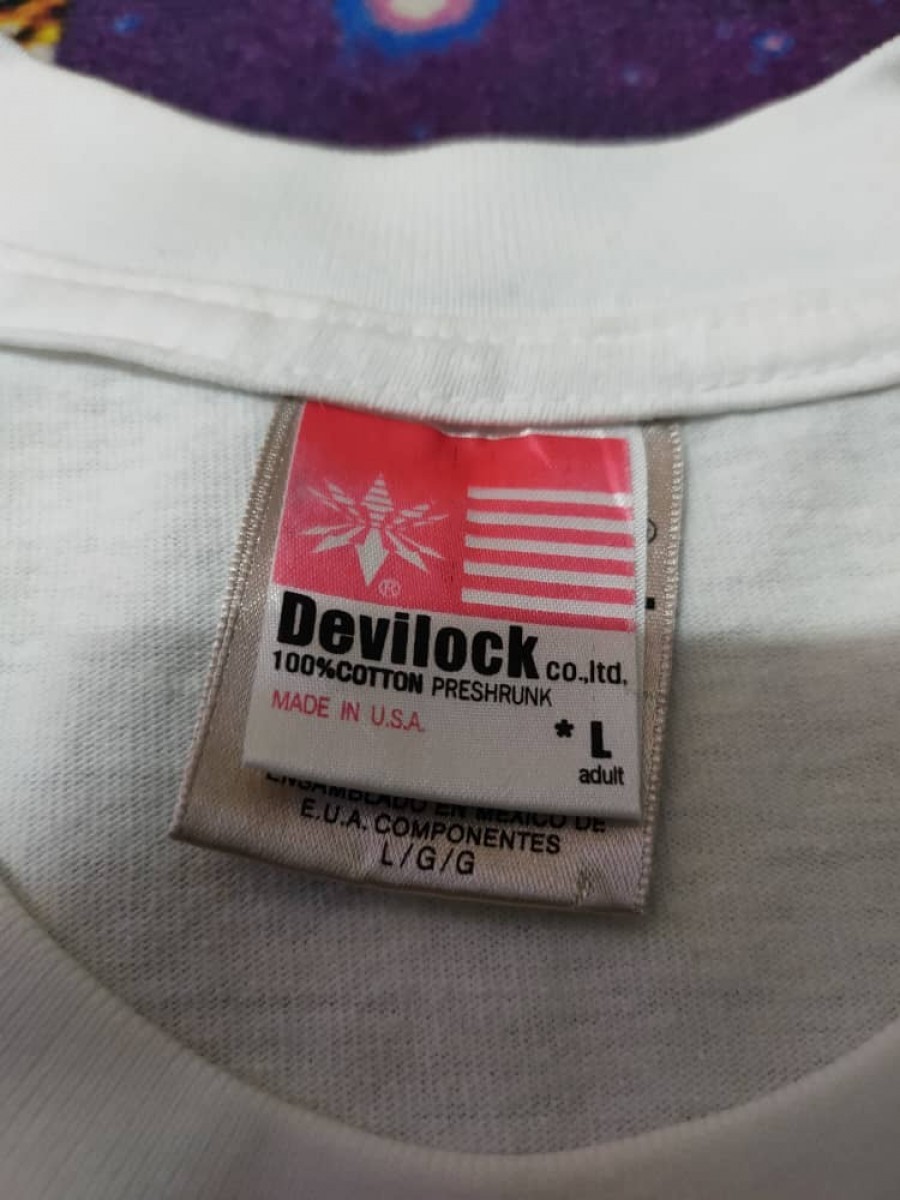 ®
Devilock co.,ltd.
100%COTTON PRESHRUNK
MADE IN U.S.A.
* L
adult
ENSAMBLADO EN MEXICO DE
E.U.A. COMPONENTES
L/G/G